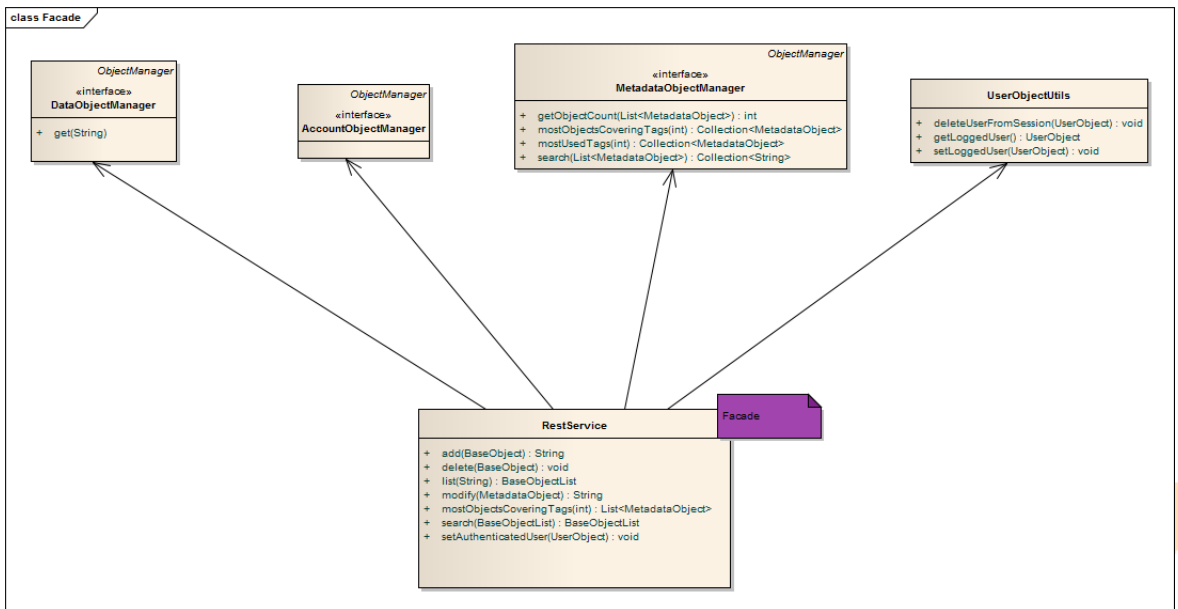 class Facade
ObjectManager
«interface»
DataObjectManager
+ get(String)
ObjectManager
«interface»
AccountObjectManager
ObjectManager
«interface»
MetadataObjectManager
+ getObjectCount(List<MetadataObject>) : int
+ mostObjectsCoveringTags(int) : Collection<MetadataObject>
+ mostUsedTags(int) : Collection<MetadataObject>
+ search(List<MetadataObject>) : Collection<String>
UserObjectUtils
+ deleteUserFromSession(UserObject) : void
+ getLoggedUser() : UserObject
+ setLoggedUser(UserObject) : void
RestService
+ add(BaseObject) : String
+ delete(BaseObject) : void
+ list(String) : BaseObjectList
+ modify(MetadataObject) : String
+ mostObjectsCoveringTags(int) : List<MetadataObject>
+ search(BaseObjectList) : BaseObjectList
+ setAuthenticatedUser(UserObject) : void
Facade